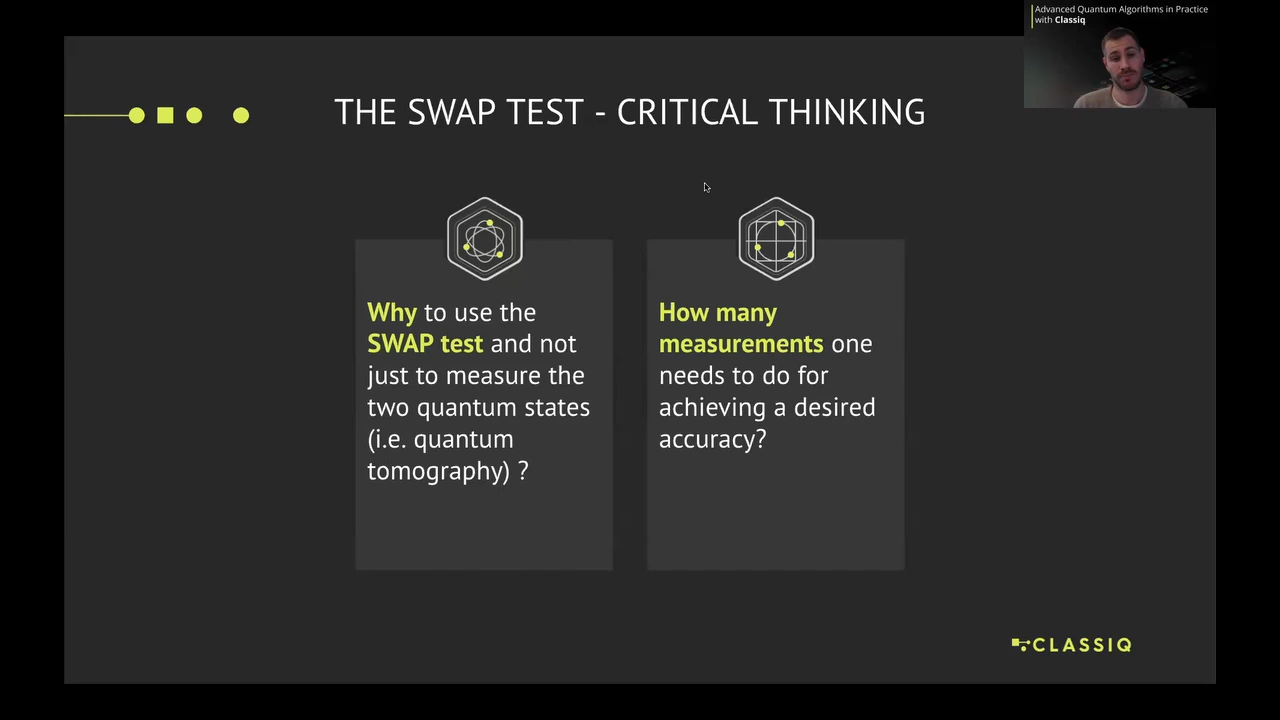 Advanced Quantum Algorithms in Practice
with Classiq
THE SWAP TEST - CRITICAL THINKING
Why to use the
SWAP test and not
just to measure the
two quantum states
(i.e. quantum
tomography) ?
How many
measurements one
needs to do for
achieving a desired
accuracy?
CLASSIQ